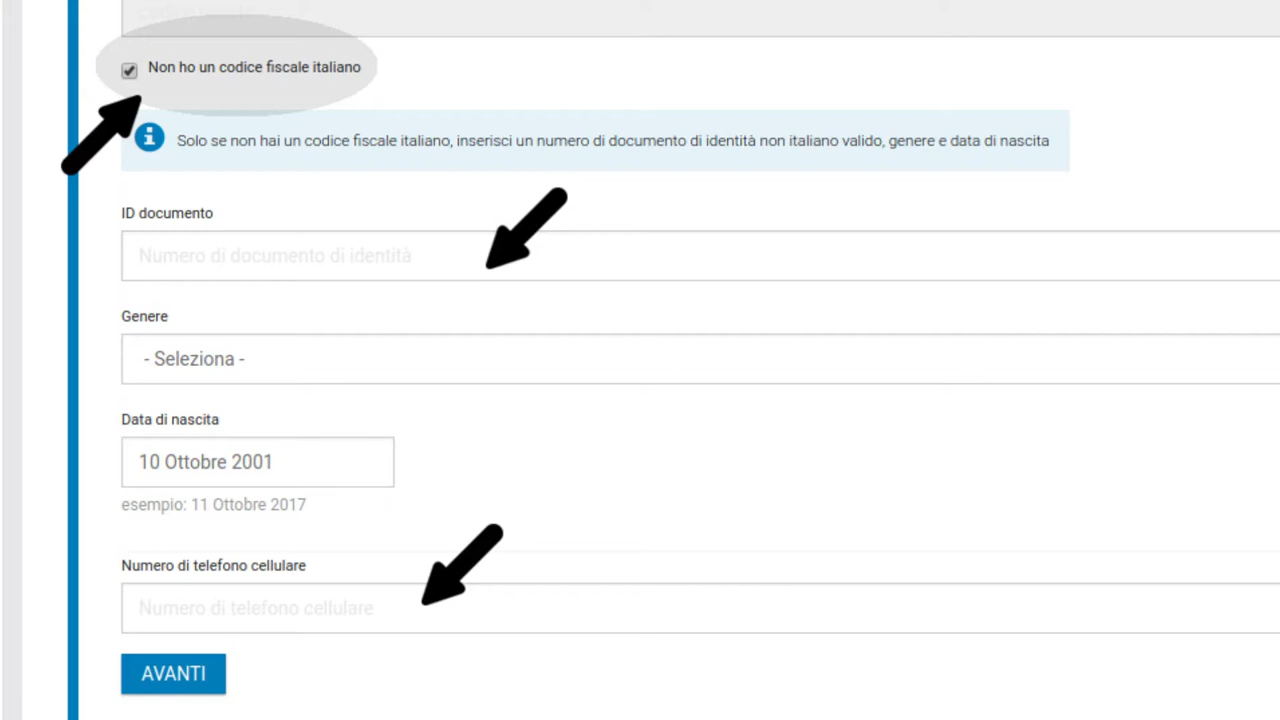 Non ho un codice fiscale italiano
Solo se non hai un codice fiscale italiano, inserisci un numero di documento di identità non italiano valido, genere e data di nascita
ID documento
Numero di documento di identità
Genere
- Seleziona -
Data di nascita
10 Ottobre 2001
esempio: 11 Ottobre 2017
Numero di telefono cellulare
Numero di telefono cellulare
AVANTI